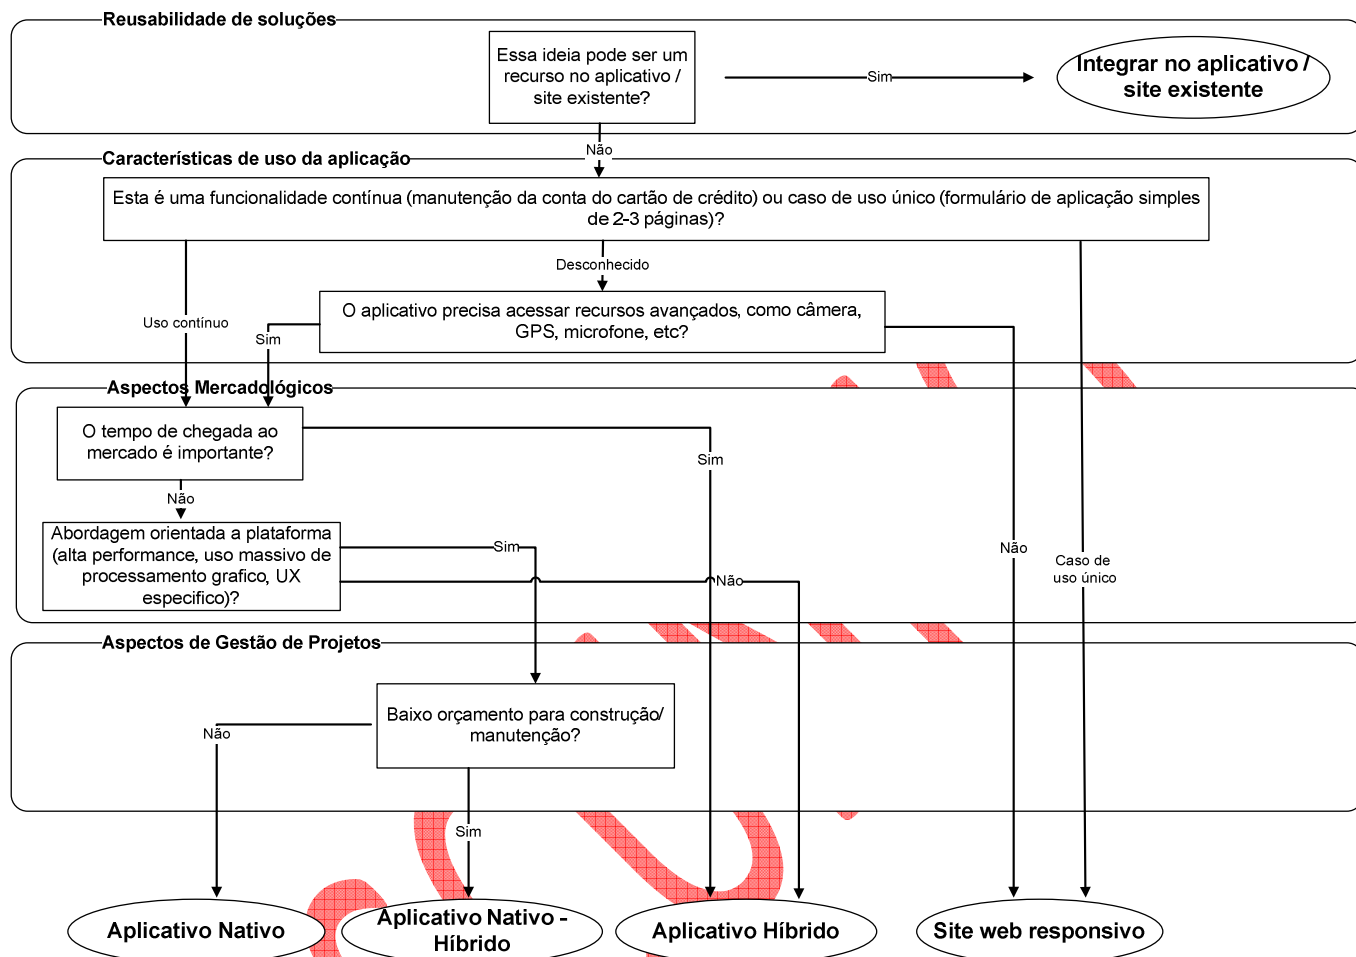 Reusabilidade de soluções
Essa ideia pode ser um
recurso no aplicativo /
site existente?
Sim
Integrar no aplicativo /
site existente
Não
Características de uso da aplicação
Esta é uma funcionalidade contínua (manutenção da conta do cartão de crédito) ou caso de uso único (formulário de aplicação simples
de 2-3 páginas)?
Desconhecido
Uso contínuo
O aplicativo precisa acessar recursos avançados, como câmera,
GPS, microfone, etc?
Sim
Aspectos Mercadológicos
O tempo de chegada ao
mercado é importante?
Sim
Não
Abordagem orientada a plataforma
(alta performance, uso massivo de
processamento grafico, UX
especifico)?
Sim
Não
Não
Caso de
uso único
Aspectos de Gestão de Projetos
Baixo orçamento para construção/
manutenção?
Não
Sim
Aplicativo Nativo
Aplicativo Nativo -
Híbrido
Aplicativo Híbrido
Site web responsivo